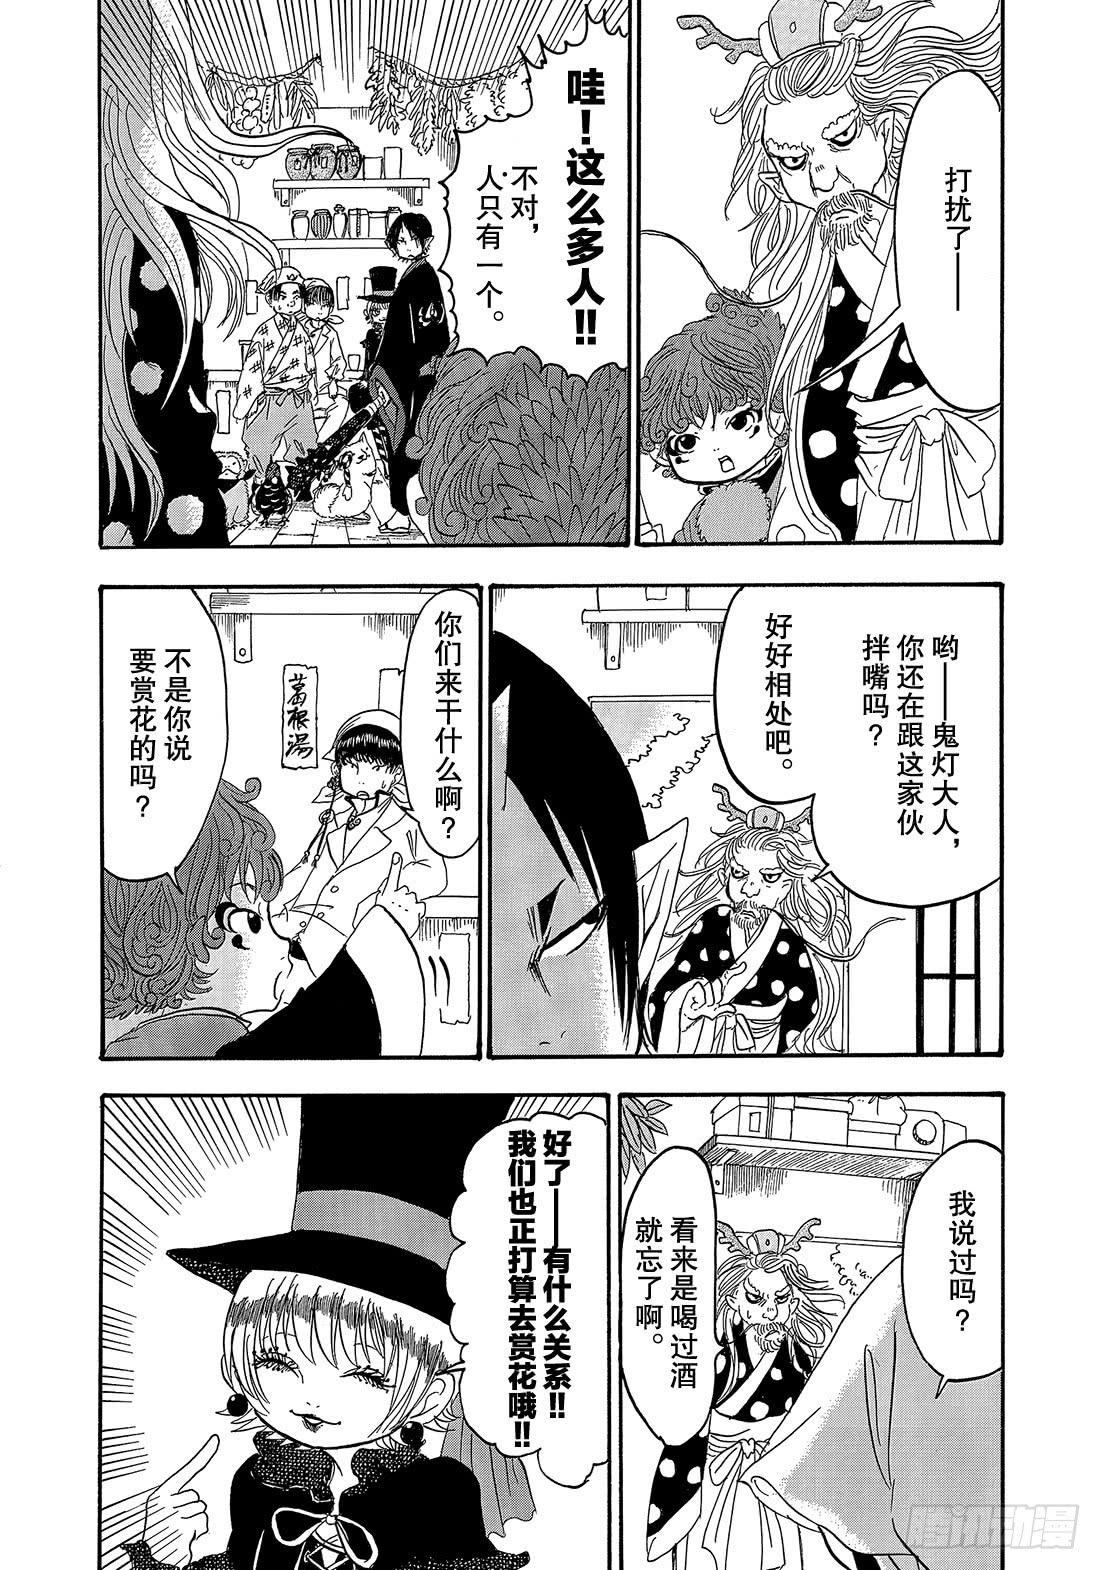 打扰了——
哇！这么多人!!
不对，
人只有一个。
哟——鬼灯大人，
你还在跟这家伙
拌嘴吗？
好好相处吧。
你们来干什么啊？
葛根湯
不是你说
要赏花的吗？
我说过吗？
看来是喝过酒
就忘了啊。
好了——有什么关系!!
我们也正打算去赏花哦!!
腾讯动漫